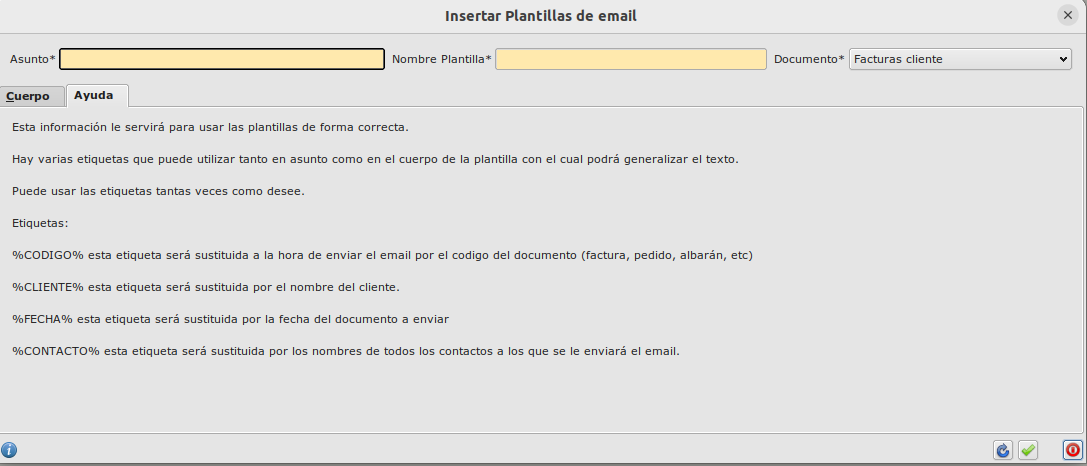 Insertar Plantillas de email
Asunto* Nombre Plantilla* Documento* Facturas cliente
Cuerpo Ayuda
Esta información le servirá para usar las plantillas de forma correcta.
Hay varias etiquetas que puede utilizar tanto en asunto como en el cuerpo de la plantilla con el cual podrá generalizar el texto.
Puede usar las etiquetas tantas veces como desee.
Etiquetas:
%CODIGO% esta etiqueta será sustituida a la hora de enviar el email por el codigo del documento (factura, pedido, albarán, etc)
%CLIENTE% esta etiqueta será sustituida por el nombre del cliente.
%FECHA% esta etiqueta será sustituida por la fecha del documento a enviar
%CONTACTO% esta etiqueta será sustituida por los nombres de todos los contactos a los que se le enviará el email.